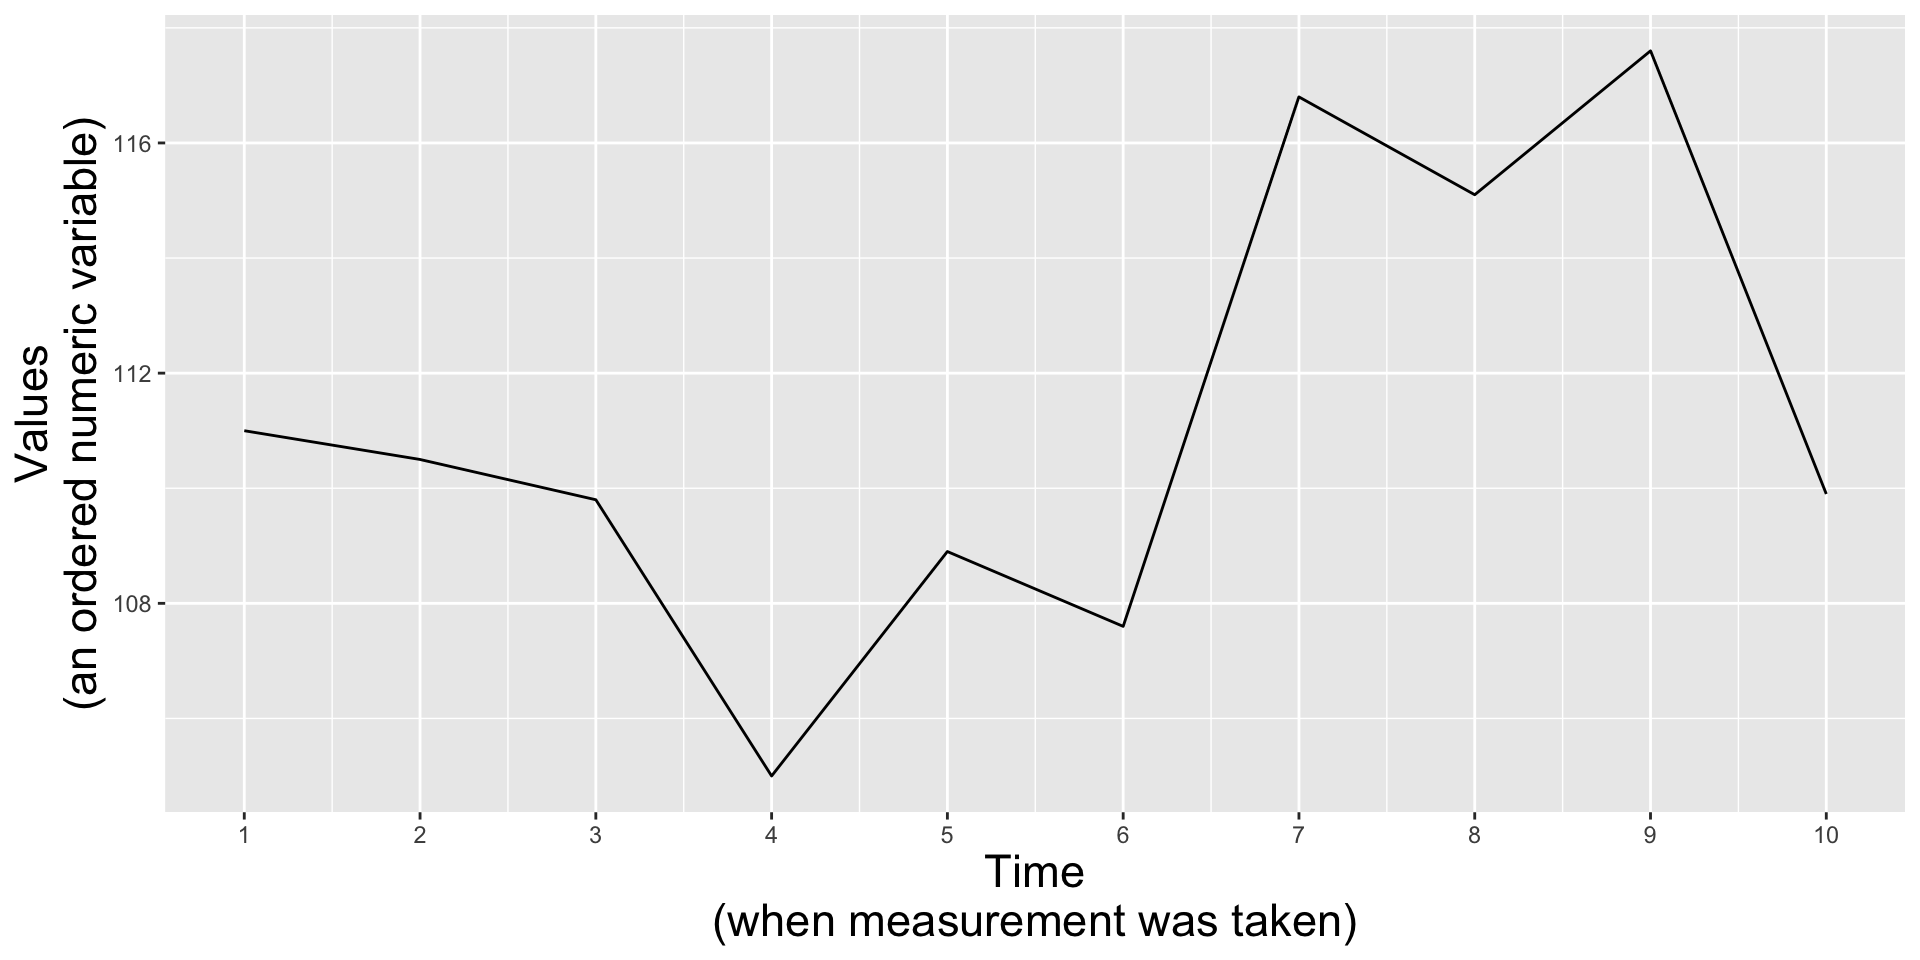 Values
(an ordered numeric variable)
116
112
108
1 2 3 4 5 6 7 8 9 10
Time
(when measurement was taken)